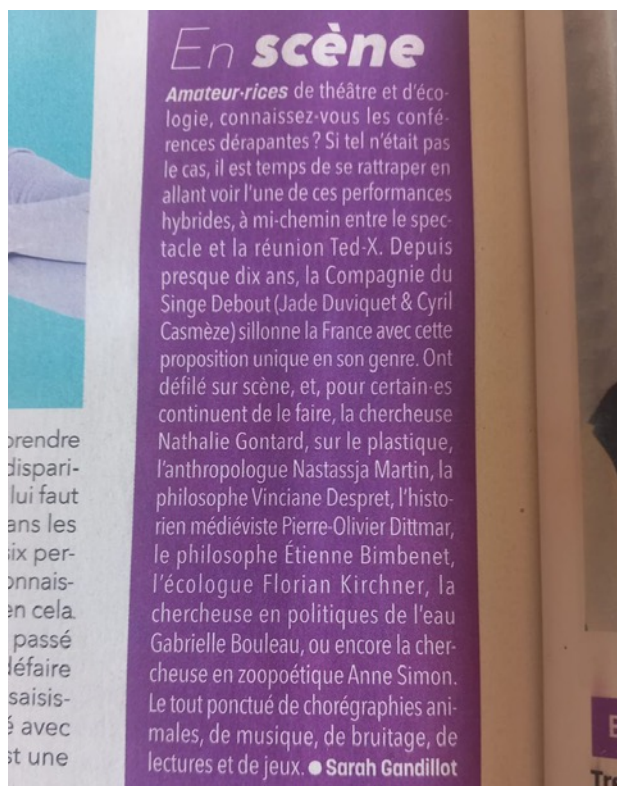 En scène
Amateur·rices de théâtre et d'éco-
logie, connaissez-vous les confé-
rences dérapantes ? Si tel n'était pas
le cas, il est temps de se rattraper en
allant voir l'une de ces performances
hybrides, à mi-chemin entre le spec-
tacle et la réunion Ted-X. Depuis
presque dix ans, la Compagnie du
Singe Debout (Jade Duviquet & Cyril
Casmèze) sillonne la France avec cette
proposition unique en son genre. Ont
défilé sur scène, et, pour certain·es
continuent de le faire, la chercheuse
Nathalie Gontard, sur le plastique,
l'anthropologue Nastassja Martin, la
philosophe Vinciane Despret, l'histo-
rien médiéviste Pierre-Olivier Dittmar,
le philosophe Étienne Bimbenet,
l'écologue Florian Kirchner, la
chercheuse en politiques de l'eau
Gabrielle Bouleau, ou encore la cher-
cheuse en zoopoétique Anne Simon.
Le tout ponctué de chorégraphies ani-
males, de musique, de bruitage, de
lectures et de jeux. ● Sarah Gandillot
prendre
dispari-
lui faut
ans les
six per-
onnais-
en cela.
passé
défaire
saisis-
é avec
st une
E
Tre